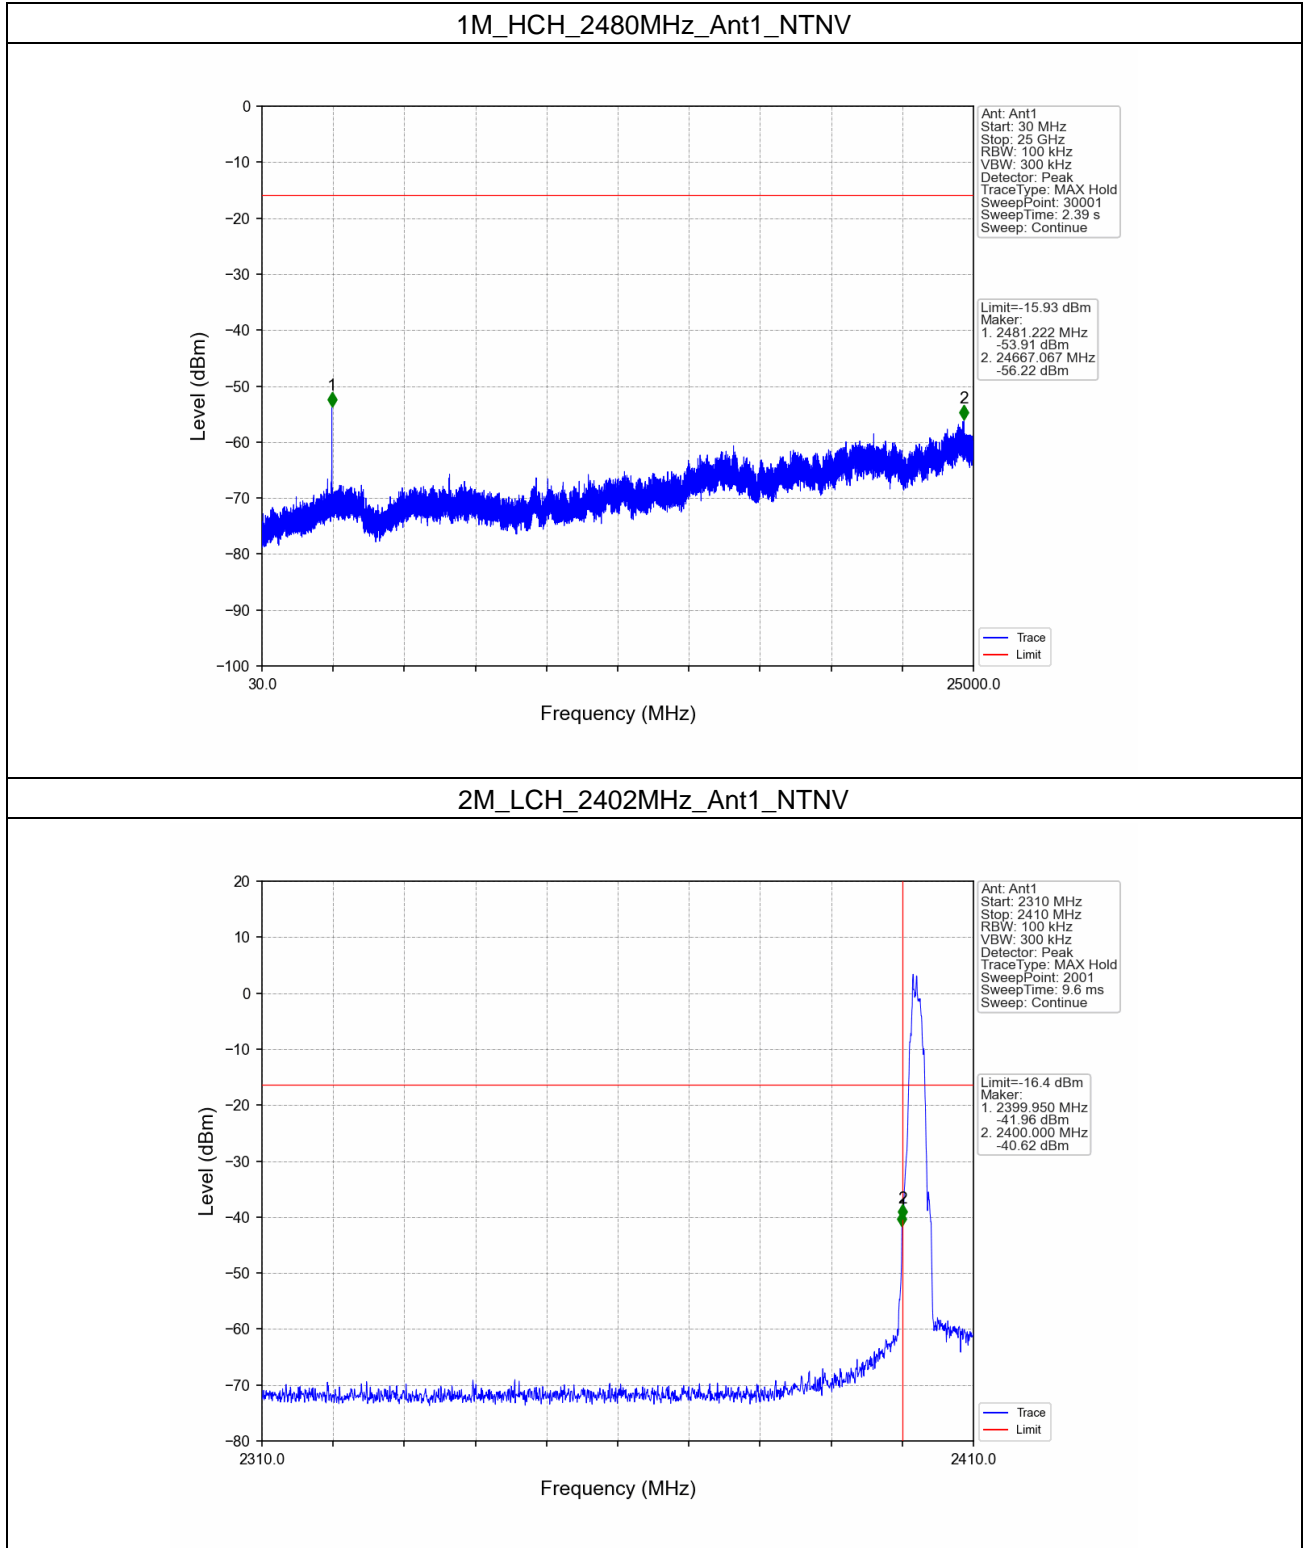 1M_HCH_2480MHz_Ant1_NTNV
0
−10
−20
−30
−40
−50
−60
−70
−80
−90
−100
Level (dBm)
1
2
30.0
25000.0
Frequency (MHz)
Ant: Ant1
Start: 30 MHz
Stop: 25 GHz
RBW: 100 kHz
VBW: 300 kHz
Detector: Peak
TraceType: MAX Hold
SweepPoint: 30001
SweepTime: 2.39 s
Sweep: Continue
Limit=-15.93 dBm
Maker:
1. 2481.222 MHz
-53.91 dBm
2. 24667.067 MHz
-56.22 dBm
Trace
Limit
2M_LCH_2402MHz_Ant1_NTNV
20
10
0
−10
−20
−30
−40
−50
−60
−70
−80
Level (dBm)
2
2310.0
2410.0
Frequency (MHz)
Ant: Ant1
Start: 2310 MHz
Stop: 2410 MHz
RBW: 100 kHz
VBW: 300 kHz
Detector: Peak
TraceType: MAX Hold
SweepPoint: 2001
SweepTime: 9.6 ms
Sweep: Continue
Limit=-16.4 dBm
Maker:
1. 2399.950 MHz
-41.96 dBm
2. 2400.000 MHz
-40.62 dBm
Trace
Limit